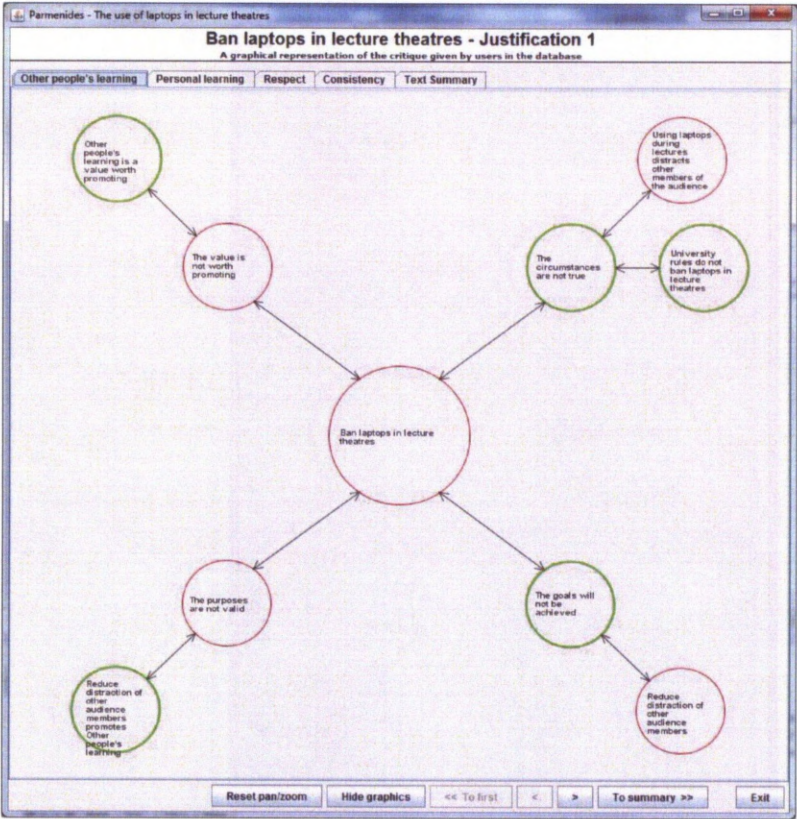 Parmenides - The use of laptops in lecture theatres
Ban laptops in lecture theatres - Justification 1
A graphical representation of the critique given by users in the database
Other people's learning
Personal learning
Respect
Consistency
Text Summary
Other
people's
learning is a
value worth
promoting
Using laptops
during
lectures
distracts
other
members of
the audience
The value is
not worth
promoting
The
circumstances
are not true
University
rules do not
ban laptops in
lecture
theatres
Ban laptops in lecture
theatres
The purposes
are not valid
The goals will
not be
achieved
Reduce
distraction of
other
audience
members
promotes
Other
people's
learning
Reduce
distraction of
other
audience
members
Reset pan/zoom
Hide graphics
<< To first
<
>
To summary >>
Exit